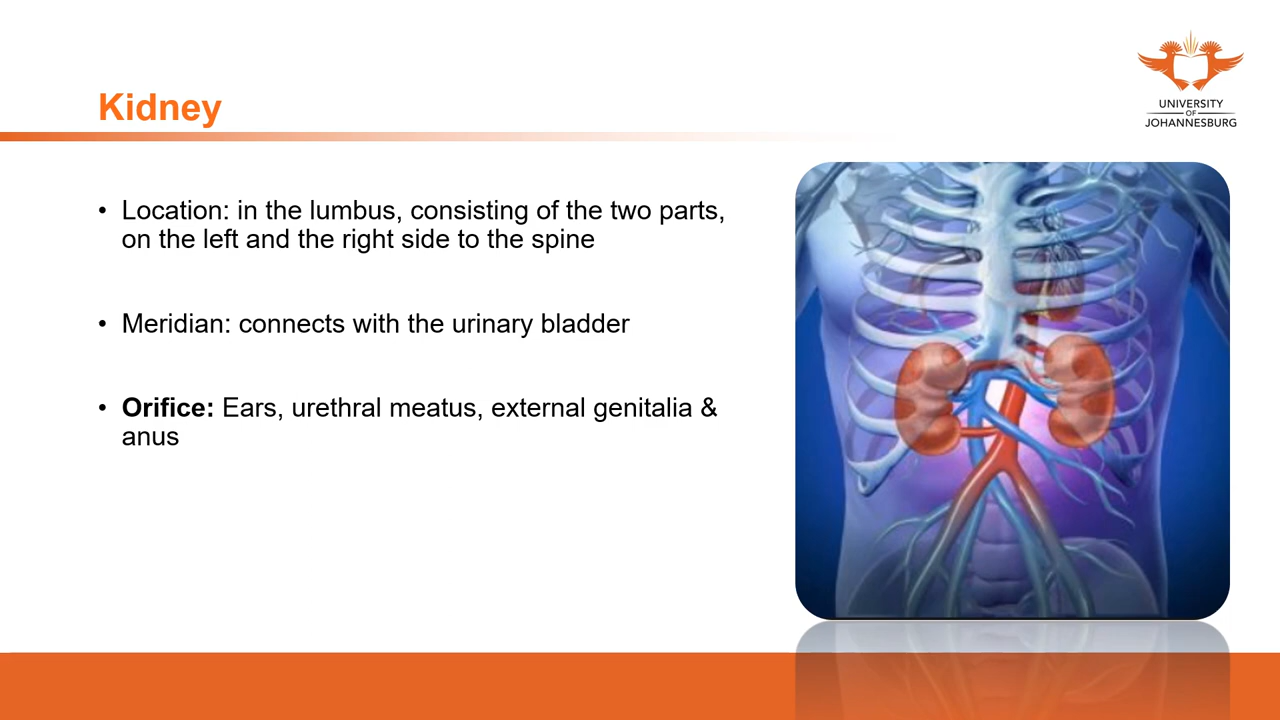 UNIVERSITY
OF
JOHANNESBURG
Kidney
• Location: in the lumbus, consisting of the two parts,
on the left and the right side to the spine
• Meridian: connects with the urinary bladder
• Orifice: Ears, urethral meatus, external genitalia &
anus